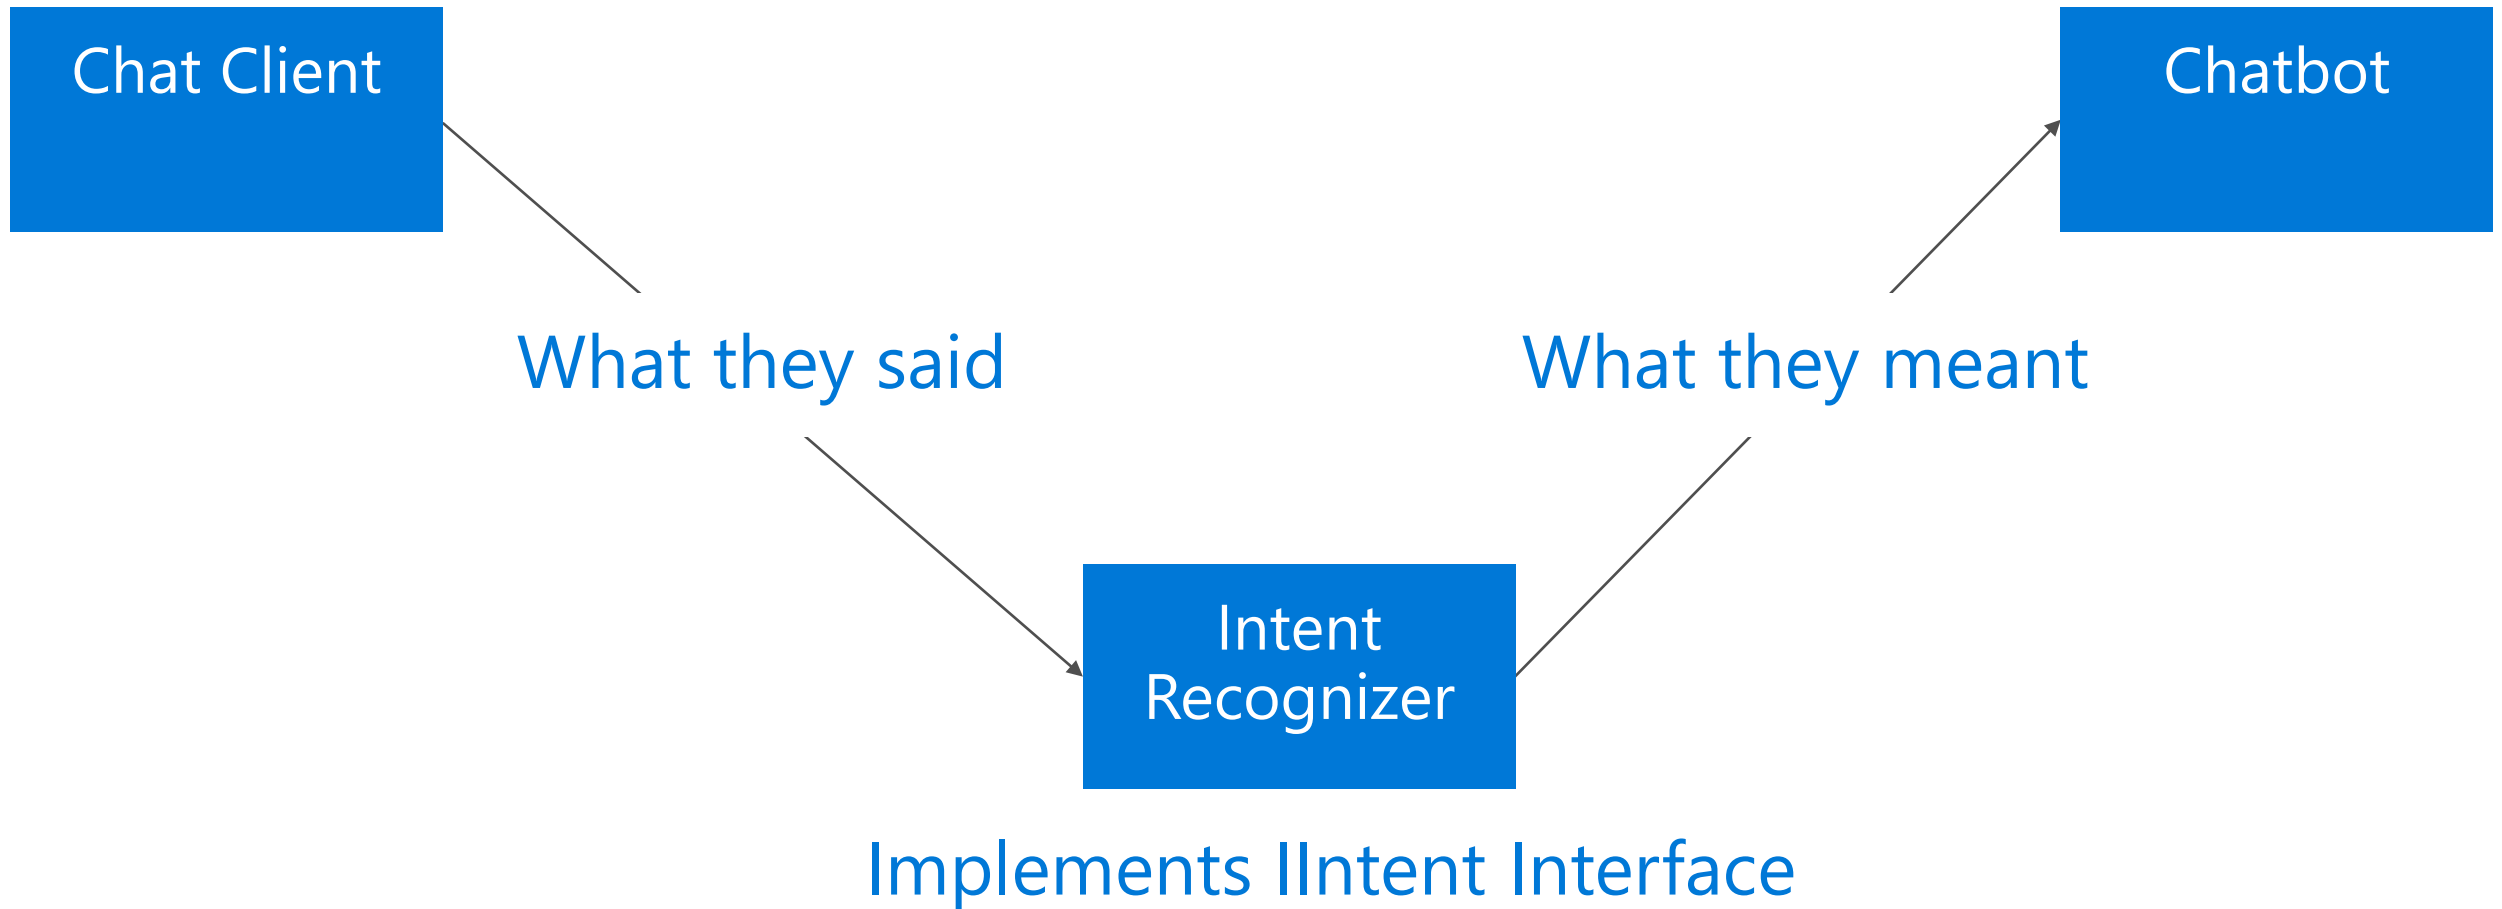 Chat Client
Chatbot
What they said
What they meant
Intent
Recognizer
Implements IIntent Interface